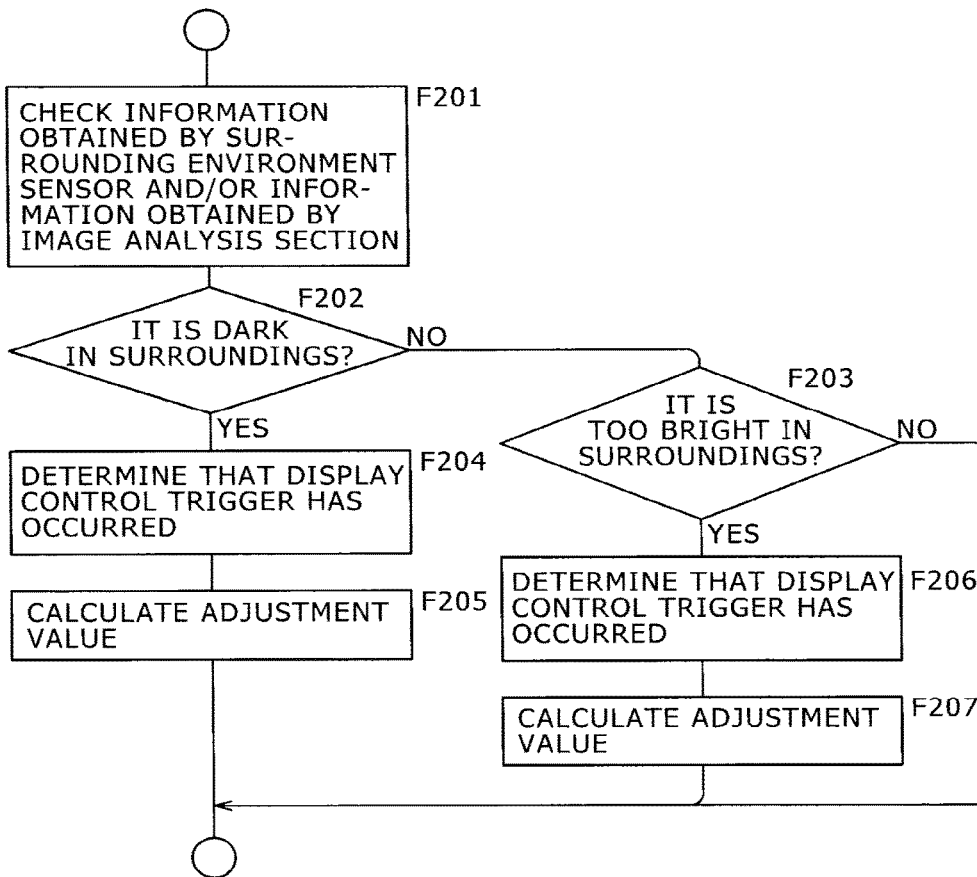 F201
CHECK INFORMATION
OBTAINED BY SUR-
ROUNDING ENVIRONMENT
SENSOR AND/OR INFOR-
MATION OBTAINED BY
IMAGE ANALYSIS SECTION
F202
IT IS DARK
IN SURROUNDINGS?
NO
YES
F203
IT IS
TOO BRIGHT IN
SURROUNDINGS?
NO
YES
F204
DETERMINE THAT DISPLAY
CONTROL TRIGGER HAS
OCCURRED
F205
CALCULATE ADJUSTMENT
VALUE
F206
DETERMINE THAT DISPLAY
CONTROL TRIGGER HAS
OCCURRED
F207
CALCULATE ADJUSTMENT
VALUE